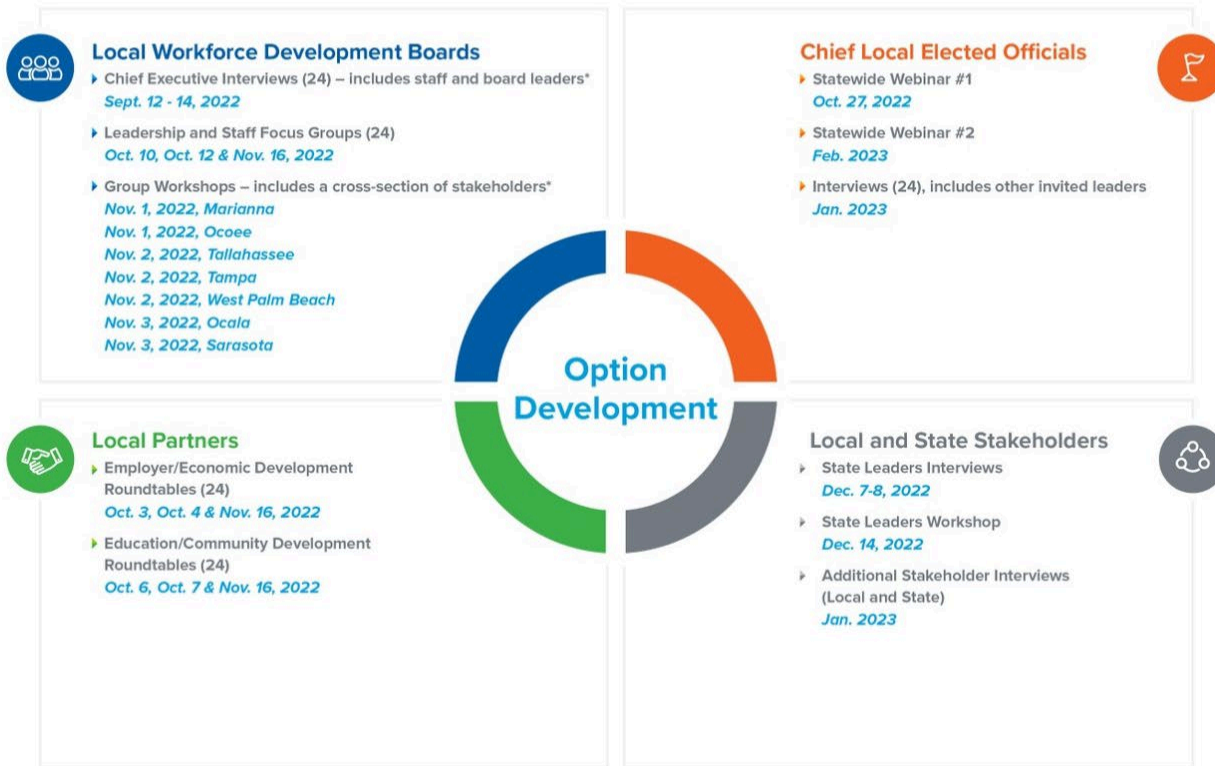 Local Workforce Development Boards
Chief Executive Interviews (24) – includes staff and board leaders*
Sept. 12 - 14, 2022
Leadership and Staff Focus Groups (24)
Oct. 10, Oct. 12 & Nov. 16, 2022
Group Workshops – includes a cross-section of stakeholders*
Nov. 1, 2022, Marianna
Nov. 1, 2022, Ocoee
Nov. 2, 2022, Tallahassee
Nov. 2, 2022, Tampa
Nov. 2, 2022, West Palm Beach
Nov. 3, 2022, Ocala
Nov. 3, 2022, Sarasota
Chief Local Elected Officials
Statewide Webinar #1
Oct. 27, 2022
Statewide Webinar #2
Feb. 2023
Interviews (24), includes other invited leaders
Jan. 2023
Option
Development
Local Partners
Employer/Economic Development
Roundtables (24)
Oct. 3, Oct. 4 & Nov. 16, 2022
Education/Community Development
Roundtables (24)
Oct. 6, Oct. 7 & Nov. 16, 2022
Local and State Stakeholders
State Leaders Interviews
Dec. 7-8, 2022
State Leaders Workshop
Dec. 14, 2022
Additional Stakeholder Interviews
(Local and State)
Jan. 2023